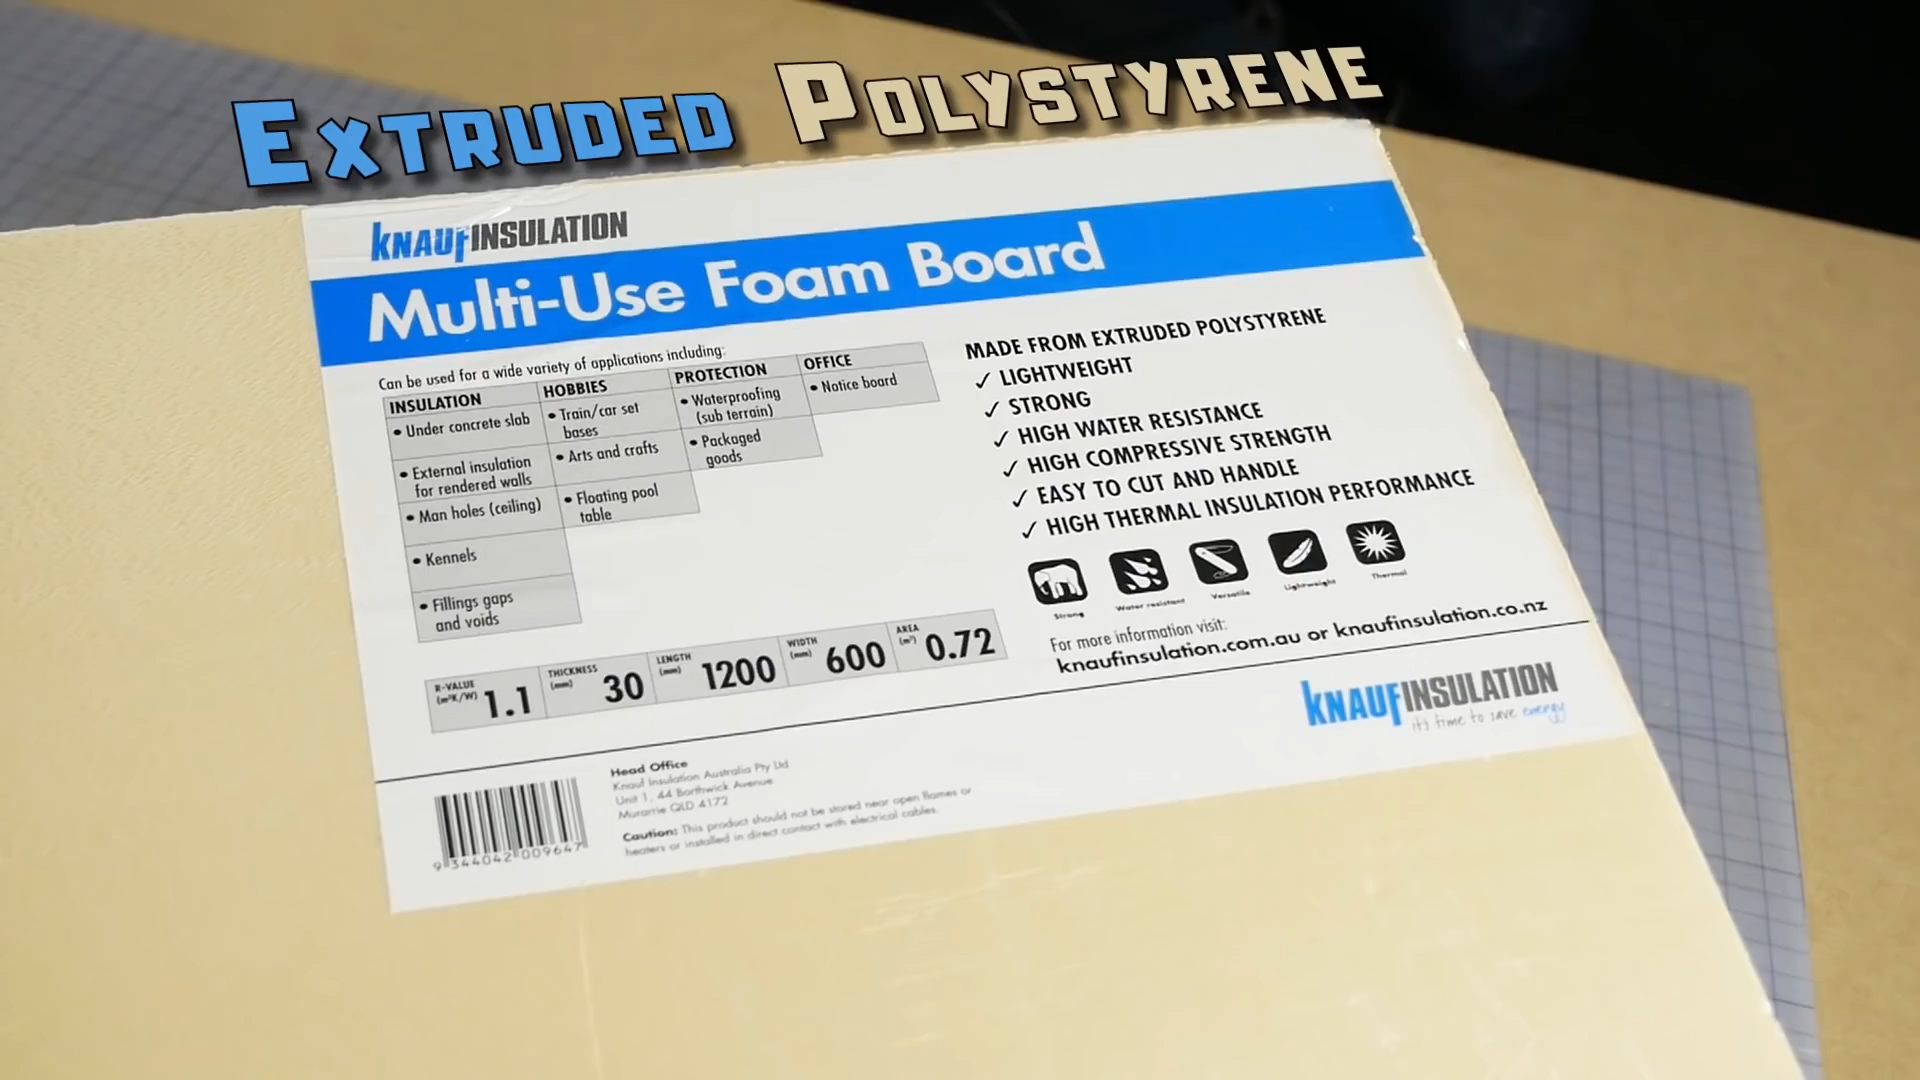 EXTRUDED POLYSTYRENE
KNAUFINSULATION
Multi-Use Foam Board
Can be used for a wide variety of applications including:
INSULATION
• Under concrete slab
• External insulation
for rendered walls
• Man holes (ceiling)
• Kennels
• Fillings gaps
and voids
HOBBIES
• Train/car set
bases
• Arts and crafts
• Floating pool
table
PROTECTION
• Waterproofing
(sub terrain)
• Packaged
goods
OFFICE
• Notice board
MADE FROM EXTRUDED POLYSTYRENE
✓ LIGHTWEIGHT
✓ STRONG
✓ HIGH WATER RESISTANCE
✓ HIGH COMPRESSIVE STRENGTH
✓ EASY TO CUT AND HANDLE
✓ HIGH THERMAL INSULATION PERFORMANCE
Strong Water resistant Versatile Lightweight Thermal
For more information visit:
knaufinsulation.com.au or knaufinsulation.co.nz
R-VALUE (m²K/W) 1.1 THICKNESS (mm) 30 LENGTH (mm) 1200 WIDTH (mm) 600 AREA (m²) 0.72
KNAUFINSULATION
it's time to save energy
9 344042 009647
Head Office
Knauf Insulation Australia Pty Ltd
Unit 1, 44 Borthwick Avenue
Murarrie QLD 4172
Caution: This product should not be stored near open flames or
heaters or installed in direct contact with electrical cables.